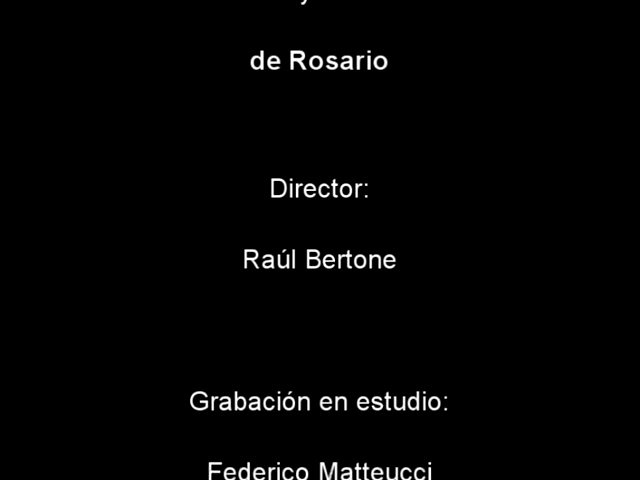 de Rosario
Director:
Raúl Bertone
Grabación en estudio:
Federico Matteucci